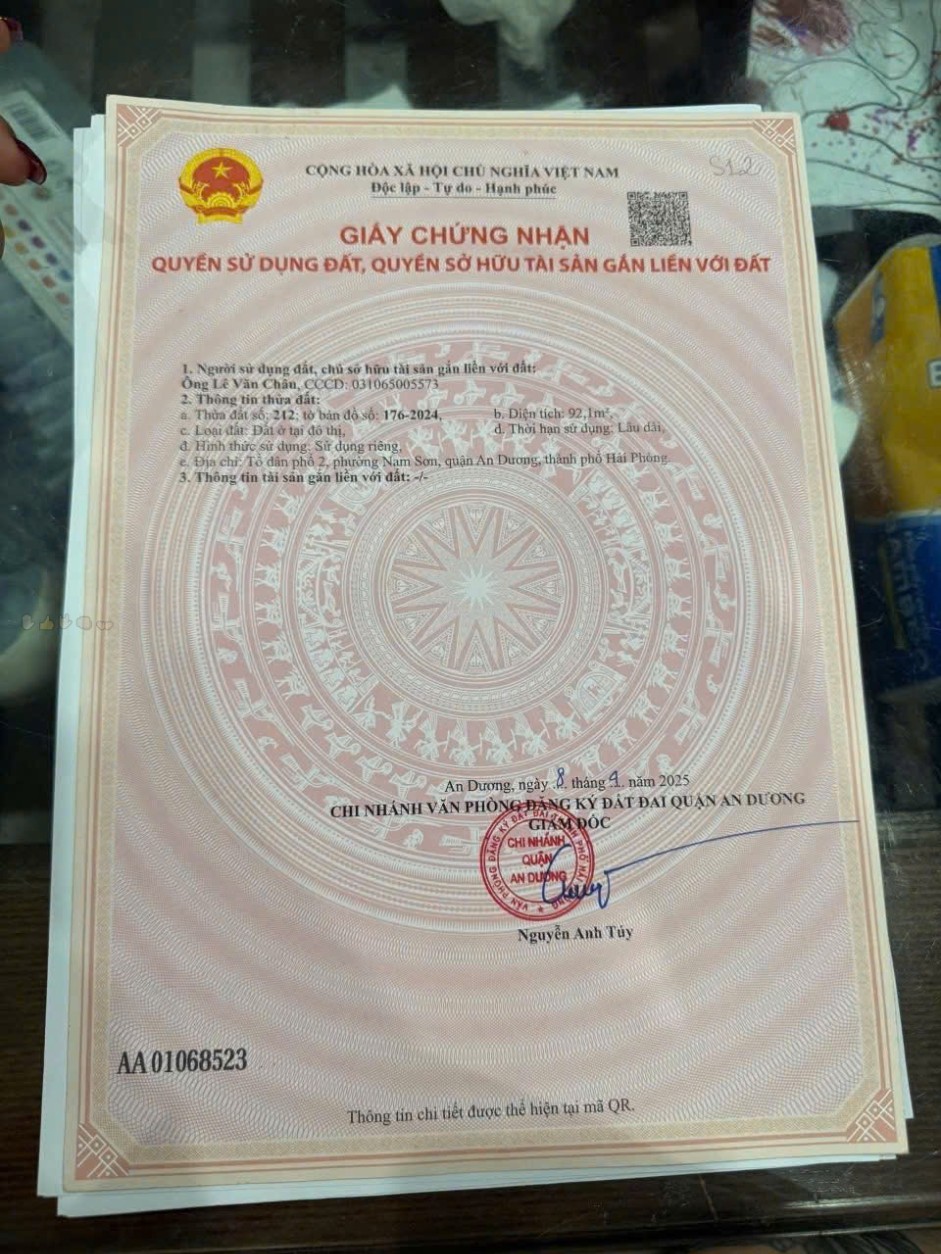 CỘNG HÒA XÃ HỘI CHỦ NGHĨA VIỆT NAM
Độc lập - Tự do - Hạnh phúc
S12
GIẤY CHỨNG NHẬN
QUYỀN SỬ DỤNG ĐẤT, QUYỀN SỞ HỮU TÀI SẢN GẮN LIỀN VỚI ĐẤT
1. Người sử dụng đất, chủ sở hữu tài sản gắn liền với đất:
Ông Lê Văn Chân, CCCD: 031065005573
2. Thông tin thửa đất:
a. Thửa đất số: 212; tờ bản đồ số: 176-2024, b. Diện tích: 92,1m²,
c. Loại đất: Đất ở tại đô thị, d. Thời hạn sử dụng: Lâu dài,
đ. Hình thức sử dụng: Sử dụng riêng,
e. Địa chỉ: Tổ dân phố 2, phường Nam Sơn, quận An Dương, thành phố Hải Phòng.
3. Thông tin tài sản gắn liền với đất: -/-
An Dương, ngày 8 tháng 9 năm 2025
CHI NHÁNH VĂN PHÒNG ĐĂNG KÝ ĐẤT ĐAI QUẬN AN DƯƠNG
GIÁM ĐỐC
VĂN PHÒNG ĐĂNG KÝ ĐẤT ĐAI
CHI NHÁNH
QUẬN
AN DƯƠNG
Nguyễn Anh Túy
AA 01068523
Thông tin chi tiết được thể hiện tại mã QR.